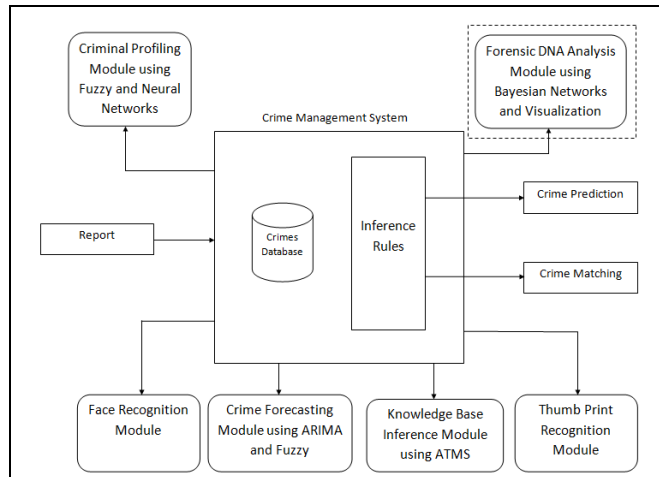 Criminal Profiling
Module using
Fuzzy and Neural
Networks
Forensic DNA Analysis
Module using
Bayesian Networks
and Visualization
Crime Management System
Report
Crimes
Database
Inference
Rules
Crime Prediction
Crime Matching
Face Recognition
Module
Crime Forecasting
Module using ARIMA
and Fuzzy
Knowledge Base
Inference Module
using ATMS
Thumb Print
Recognition
Module